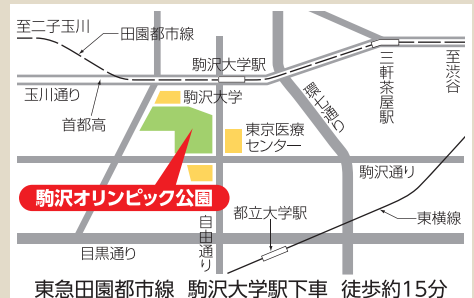 至二子玉川
田園都市線
駒沢大学駅
至渋谷
三軒茶屋駅
玉川通り
首都高
駒沢大学
環七通り
東京医療
センター
駒沢オリンピック公園
駒沢通り
自由通り
都立大学駅
東横線
目黒通り
東急田園都市線 駒沢大学駅下車 徒歩約15分